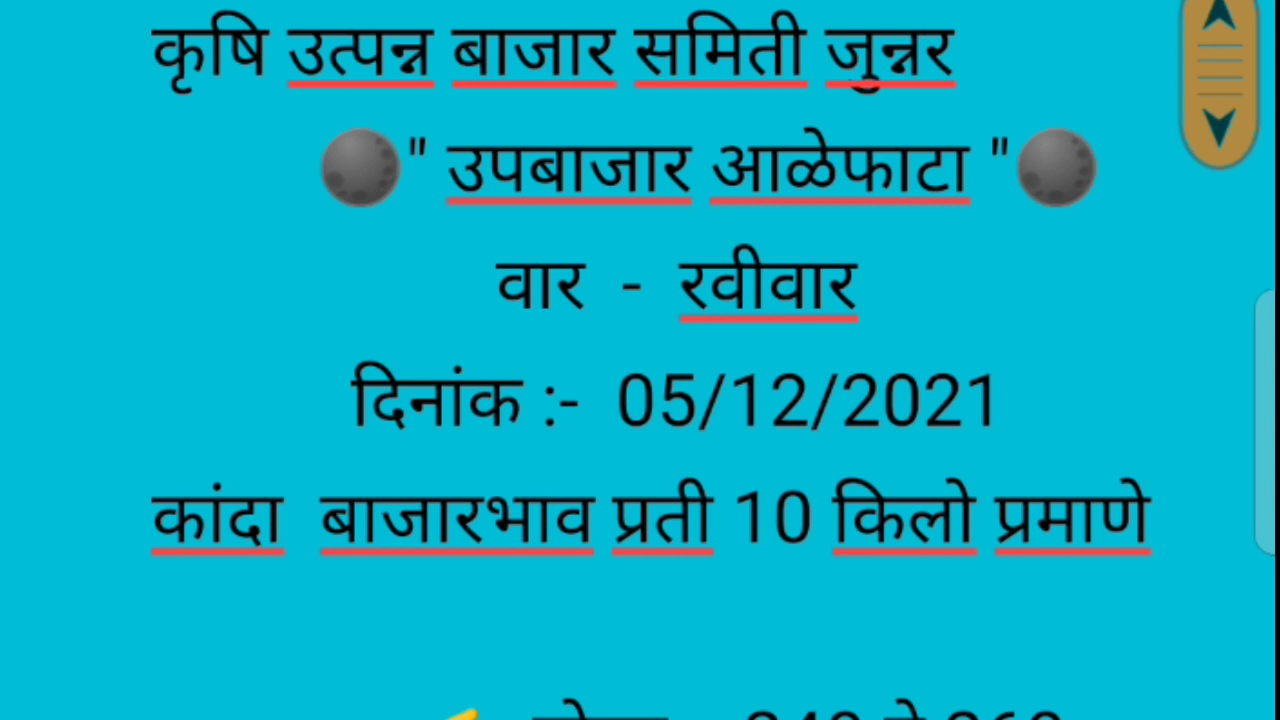 कृषि उत्पन्न बाजार समिती जुन्नर
" उपबाजार आळेफाटा "
वार - रवीवार
दिनांक :- 05/12/2021
कांदा बाजारभाव प्रती 10 किलो प्रमाणे